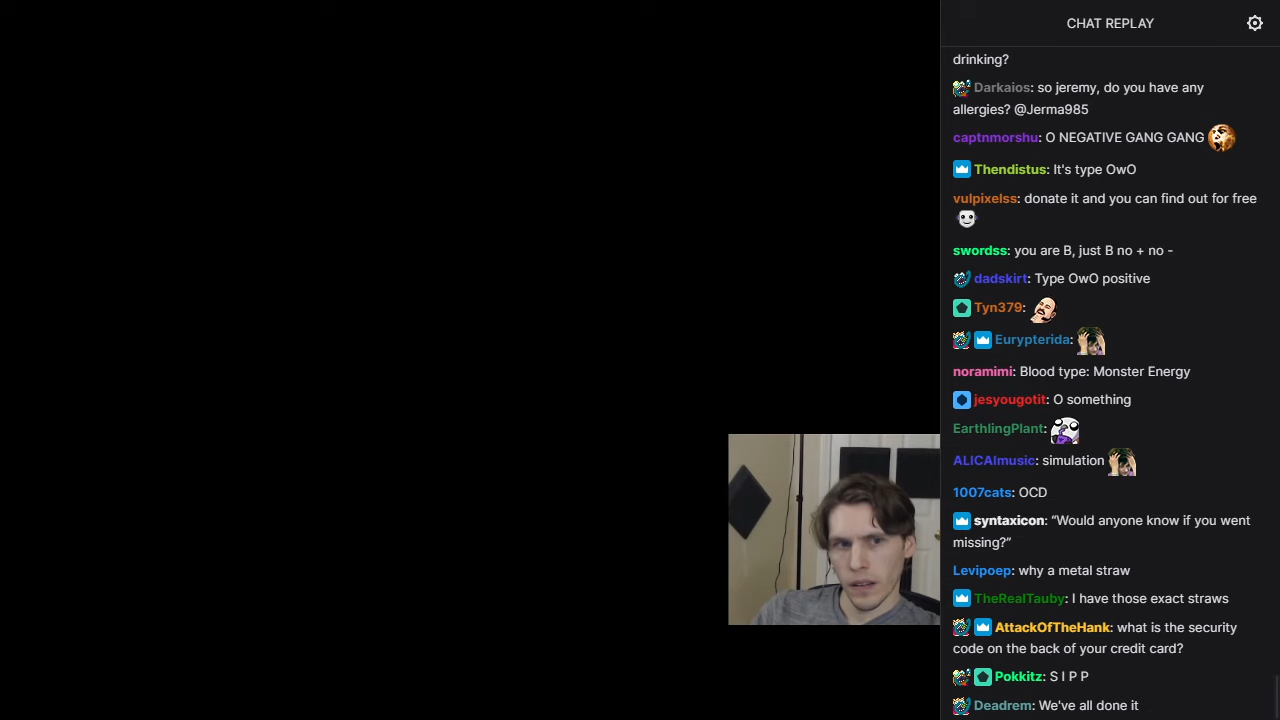 CHAT REPLAY
drinking?
Darkaios: so jeremy, do you have any
allergies? @Jerma985
captnmorshu: O NEGATIVE GANG GANG
Thendistus: It's type OwO
vulpixelss: donate it and you can find out for free
swordss: you are B, just B no + no -
dadskirt: Type OwO positive
Tyn379:
Eurypterida:
noramimi: Blood type: Monster Energy
jesyougotit: O something
EarthlingPlant:
ALICAImusic: simulation
1007cats: OCD
syntaxicon: “Would anyone know if you went
missing?”
Levipoep: why a metal straw
TheRealTauby: I have those exact straws
AttackOfTheHank: what is the security
code on the back of your credit card?
Pokkitz: S I P P
Deadrem: We've all done it